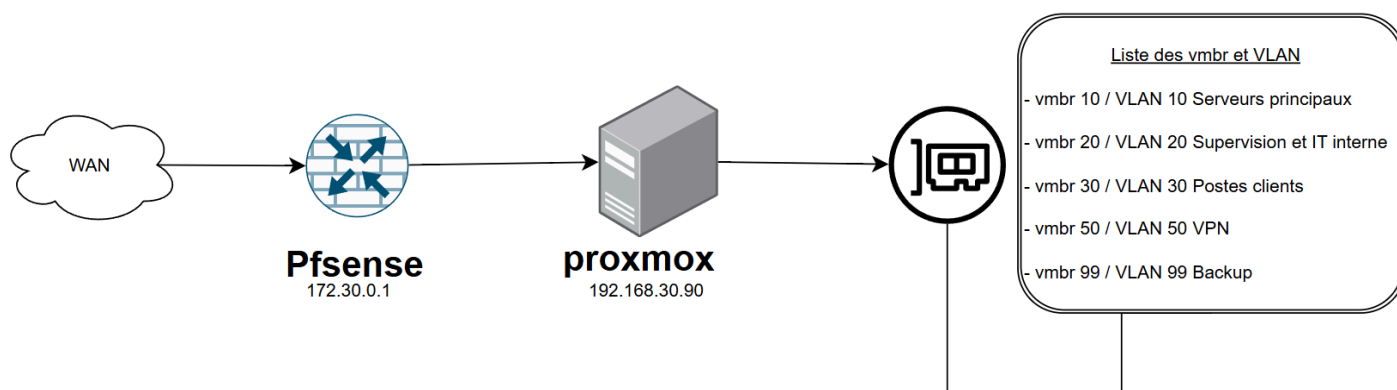 WAN
Pfsense
172.30.0.1
proxmox
192.168.30.90
Liste des vmbr et VLAN
- vmbr 10 / VLAN 10 Serveurs principaux
- vmbr 20 / VLAN 20 Supervision et IT interne
- vmbr 30 / VLAN 30 Postes clients
- vmbr 50 / VLAN 50 VPN
- vmbr 99 / VLAN 99 Backup